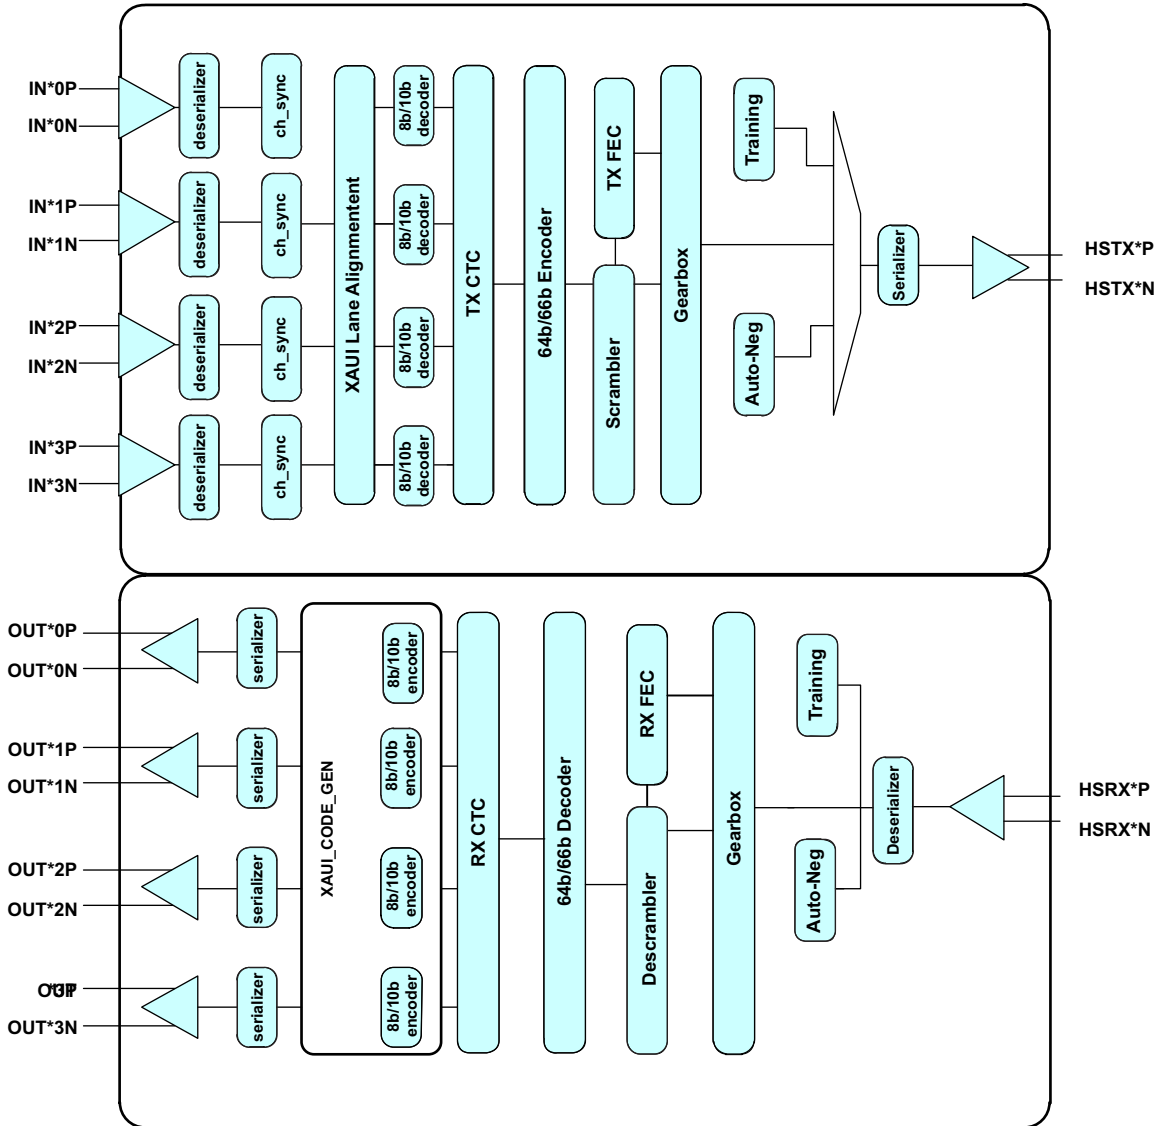 IN*0P
IN*0N
deserializer
ch_sync
8b/10b
decoder
IN*1P
IN*1N
deserializer
ch_sync
8b/10b
decoder
IN*2P
IN*2N
deserializer
ch_sync
8b/10b
decoder
IN*3P
IN*3N
deserializer
ch_sync
8b/10b
decoder
XAUI Lane Alignmentent
TX CTC
64b/66b Encoder
TX FEC
Scrambler
Gearbox
Training
Auto-Neg
Serializer
HSTX*P
HSTX*N
OUT*0P
OUT*0N
serializer
8b/10b
encoder
OUT*1P
OUT*1N
serializer
8b/10b
encoder
OUT*2P
OUT*2N
serializer
8b/10b
encoder
OUT*3N
serializer
8b/10b
encoder
XAUI_CODE_GEN
RX CTC
64b/66b Decoder
RX FEC
Descrambler
Gearbox
Training
Auto-Neg
Deserializer
HSRX*P
HSRX*N